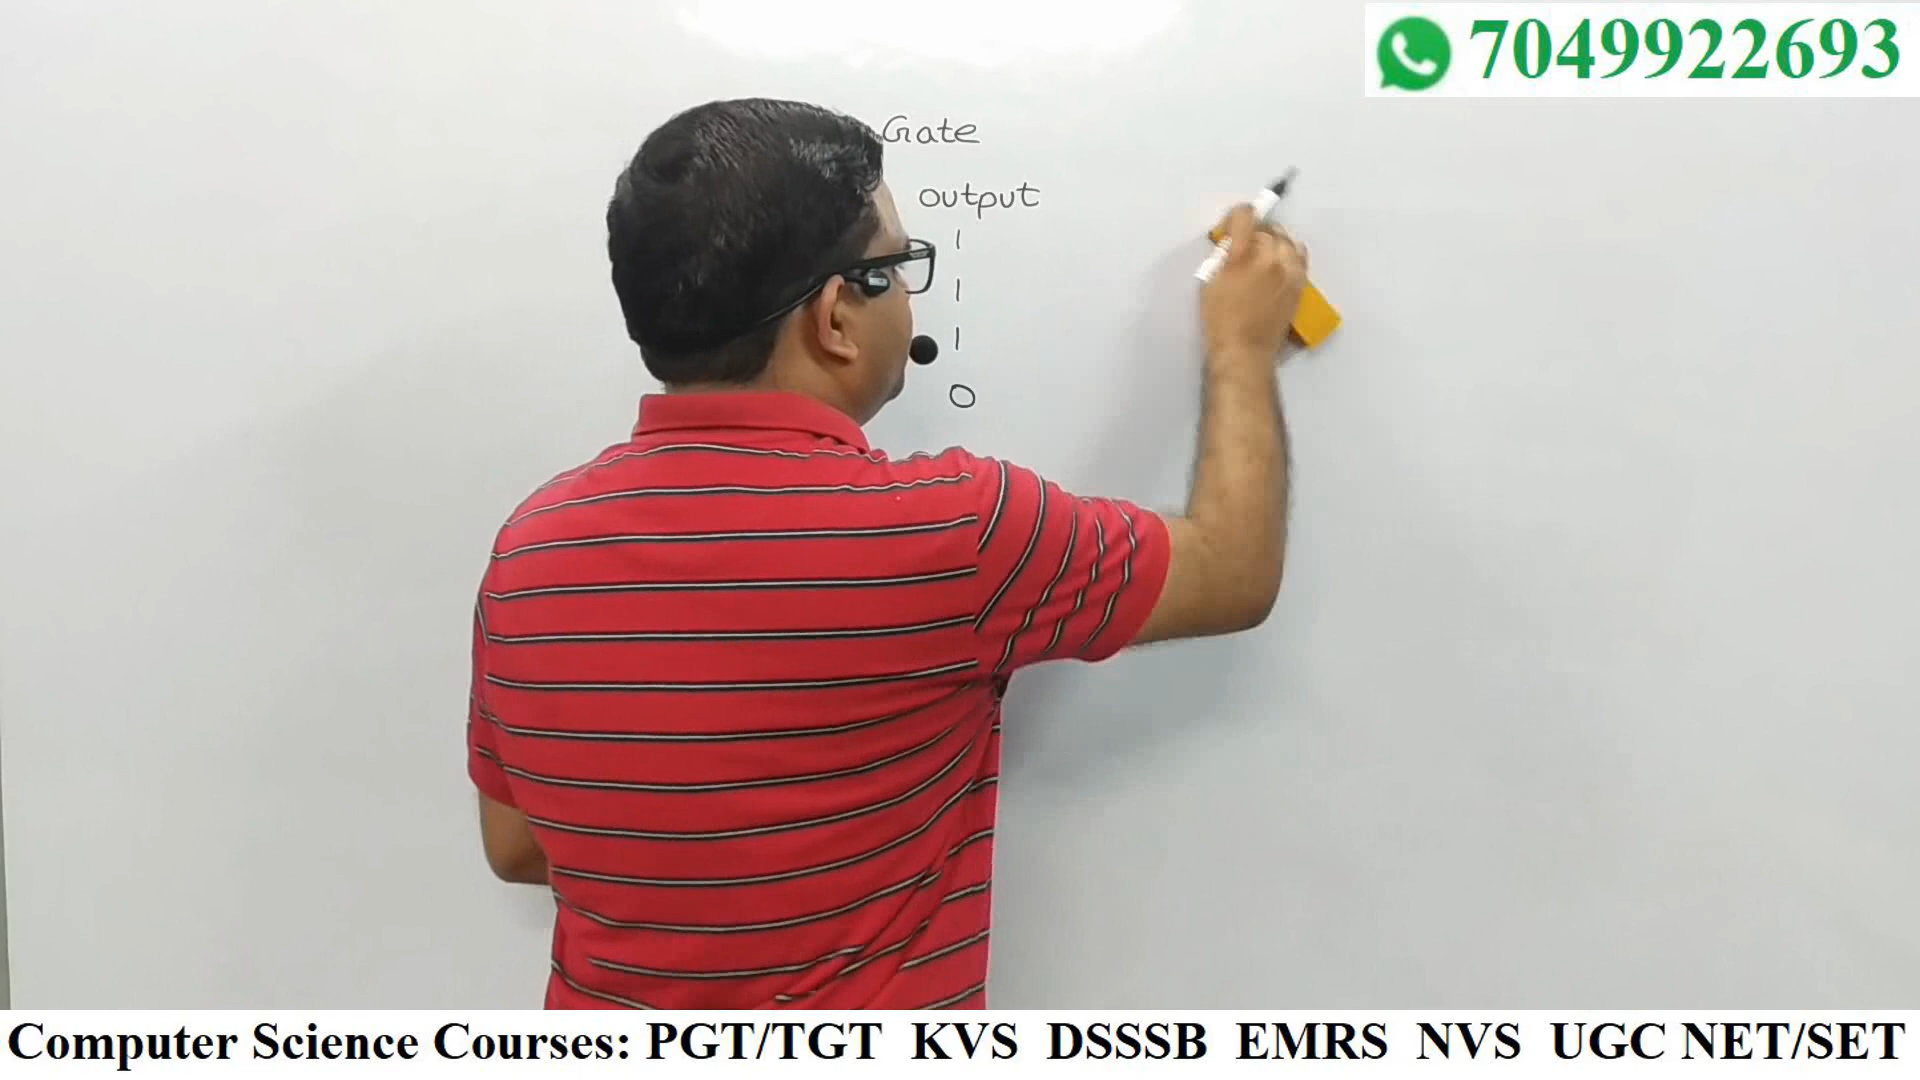 7049922693
Gate
output
1
1
1
0
Computer Science Courses: PGT/TGT KVS DSSSB EMRS NVS UGC NET/SET